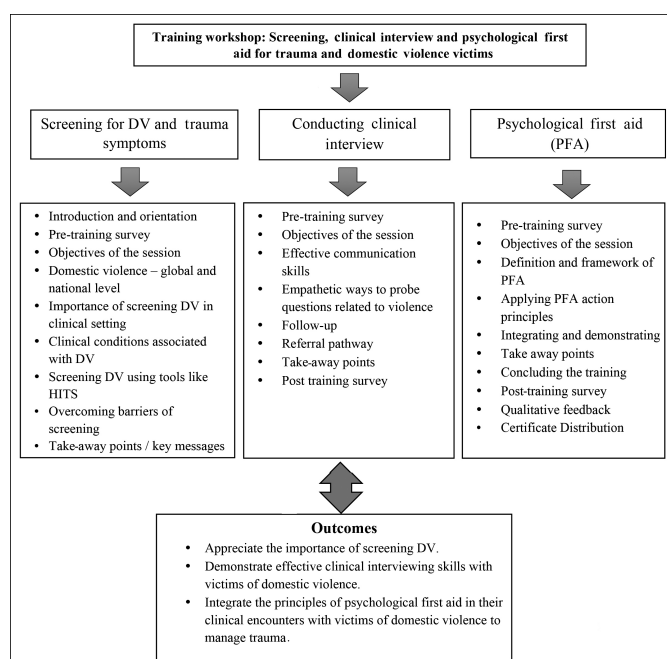 Training workshop: Screening, clinical interview and psychological first
aid for trauma and domestic violence victims
Screening for DV and trauma
symptoms
Conducting clinical
interview
Psychological first aid
(PFA)
• Introduction and orientation
• Pre-training survey
• Objectives of the session
• Domestic violence – global and
national level
• Importance of screening DV in
clinical setting
• Clinical conditions associated
with DV
• Screening DV using tools like
HITS
• Overcoming barriers of
screening
• Take-away points / key messages
• Pre-training survey
• Objectives of the session
• Effective communication
skills
• Empathetic ways to probe
questions related to violence
• Follow-up
• Referral pathway
• Take-away points
• Post training survey
• Pre-training survey
• Objectives of the session
• Definition and framework of
PFA
• Applying PFA action
principles
• Integrating and demonstrating
• Take away points
• Concluding the training
• Post-training survey
• Qualitative feedback
• Certificate Distribution
Outcomes
• Appreciate the importance of screening DV.
• Demonstrate effective clinical interviewing skills with
victims of domestic violence.
• Integrate the principles of psychological first aid in their
clinical encounters with victims of domestic violence to
manage trauma.